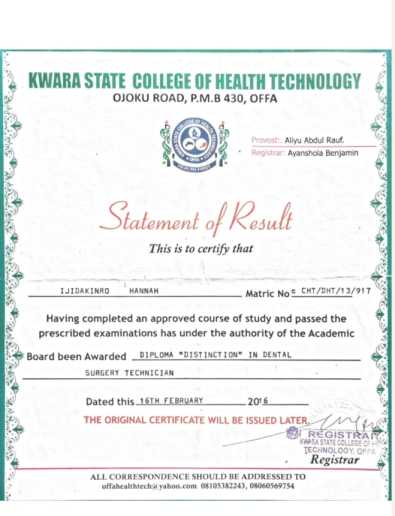 KWARA STATE COLLEGE OF HEALTH TECHNOLOGY
OJOKU ROAD, P.M.B 430, OFFA
Provost:. Aliyu Abdul Rauf.
Registrar: Ayanshola Benjamin
Statement of Result
This is to certify that
IJIDAKINRO HANNAH Matric No: CHT/DHT/13/917
Having completed an approved course of study and passed the
prescribed examinations has under the authority of the Academic
Board been Awarded DIPLOMA "DISTINCTION" IN DENTAL
SURGERY TECHNICIAN
Dated this 16TH FEBRUARY 2016
THE ORIGINAL CERTIFICATE WILL BE ISSUED LATER.
REGISTRAR
KWARA STATE COLLEGE OF
TECHNOLOGY, OFFA
Registrar
ALL CORRESPONDENCE SHOULD BE ADDRESSED TO
offahealthtech@yahoo.com 08105382243, 08060569754